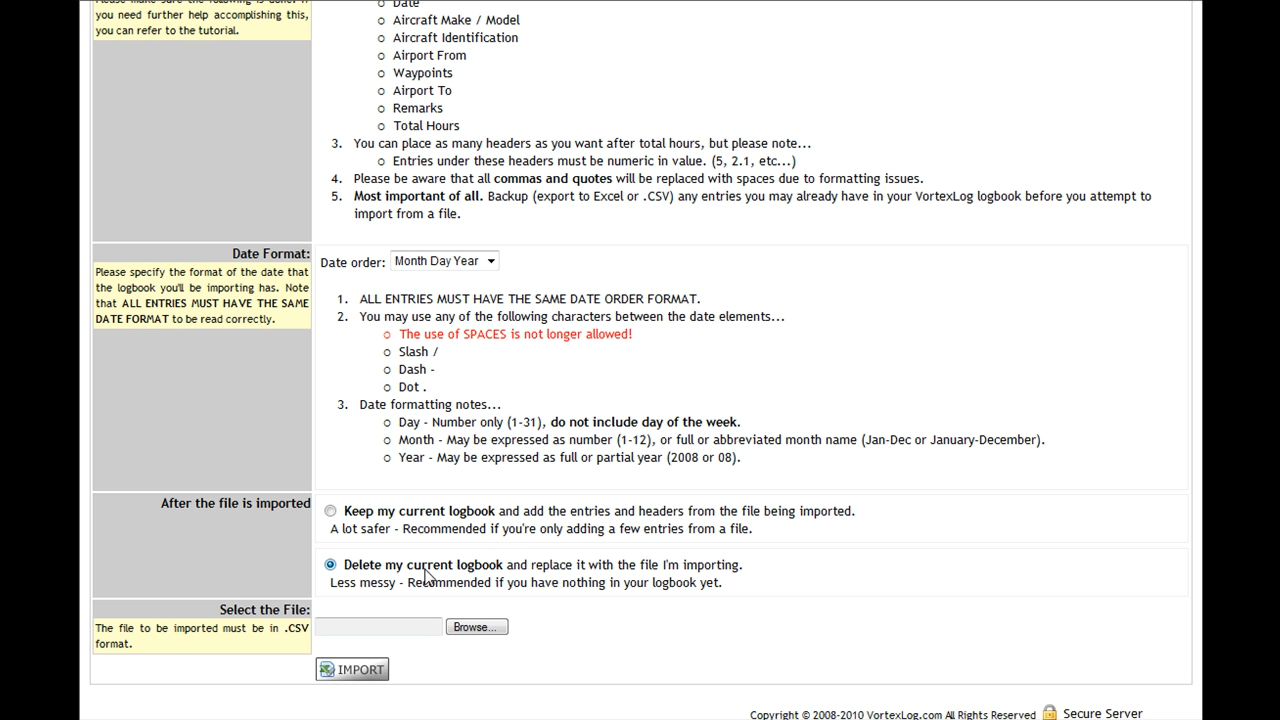 Please make sure the following is done. If
you need further help accomplishing this,
you can refer to the tutorial.
Date
Aircraft Make / Model
Aircraft Identification
Airport From
Waypoints
Airport To
Remarks
Total Hours
3. You can place as many headers as you want after total hours, but please note...
Entries under these headers must be numeric in value. (5, 2.1, etc...)
4. Please be aware that all commas and quotes will be replaced with spaces due to formatting issues.
5. Most important of all. Backup (export to Excel or .CSV) any entries you may already have in your VortexLog logbook before you attempt to
import from a file.
Date Format:
Please specify the format of the date that
the logbook you'll be importing has. Note
that ALL ENTRIES MUST HAVE THE SAME
DATE FORMAT to be read correctly.
Date order: Month Day Year
1. ALL ENTRIES MUST HAVE THE SAME DATE ORDER FORMAT.
2. You may use any of the following characters between the date elements...
The use of SPACES is not longer allowed!
Slash /
Dash -
Dot .
3. Date formatting notes...
Day - Number only (1-31), do not include day of the week.
Month - May be expressed as number (1-12), or full or abbreviated month name (Jan-Dec or January-December).
Year - May be expressed as full or partial year (2008 or 08).
After the file is imported
Keep my current logbook and add the entries and headers from the file being imported.
A lot safer - Recommended if you're only adding a few entries from a file.
Delete my current logbook and replace it with the file I'm importing.
Less messy - Recommended if you have nothing in your logbook yet.
Select the File:
The file to be imported must be in .CSV
format.
Browse...
IMPORT
Copyright © 2008-2010 VortexLog.com All Rights Reserved Secure Server